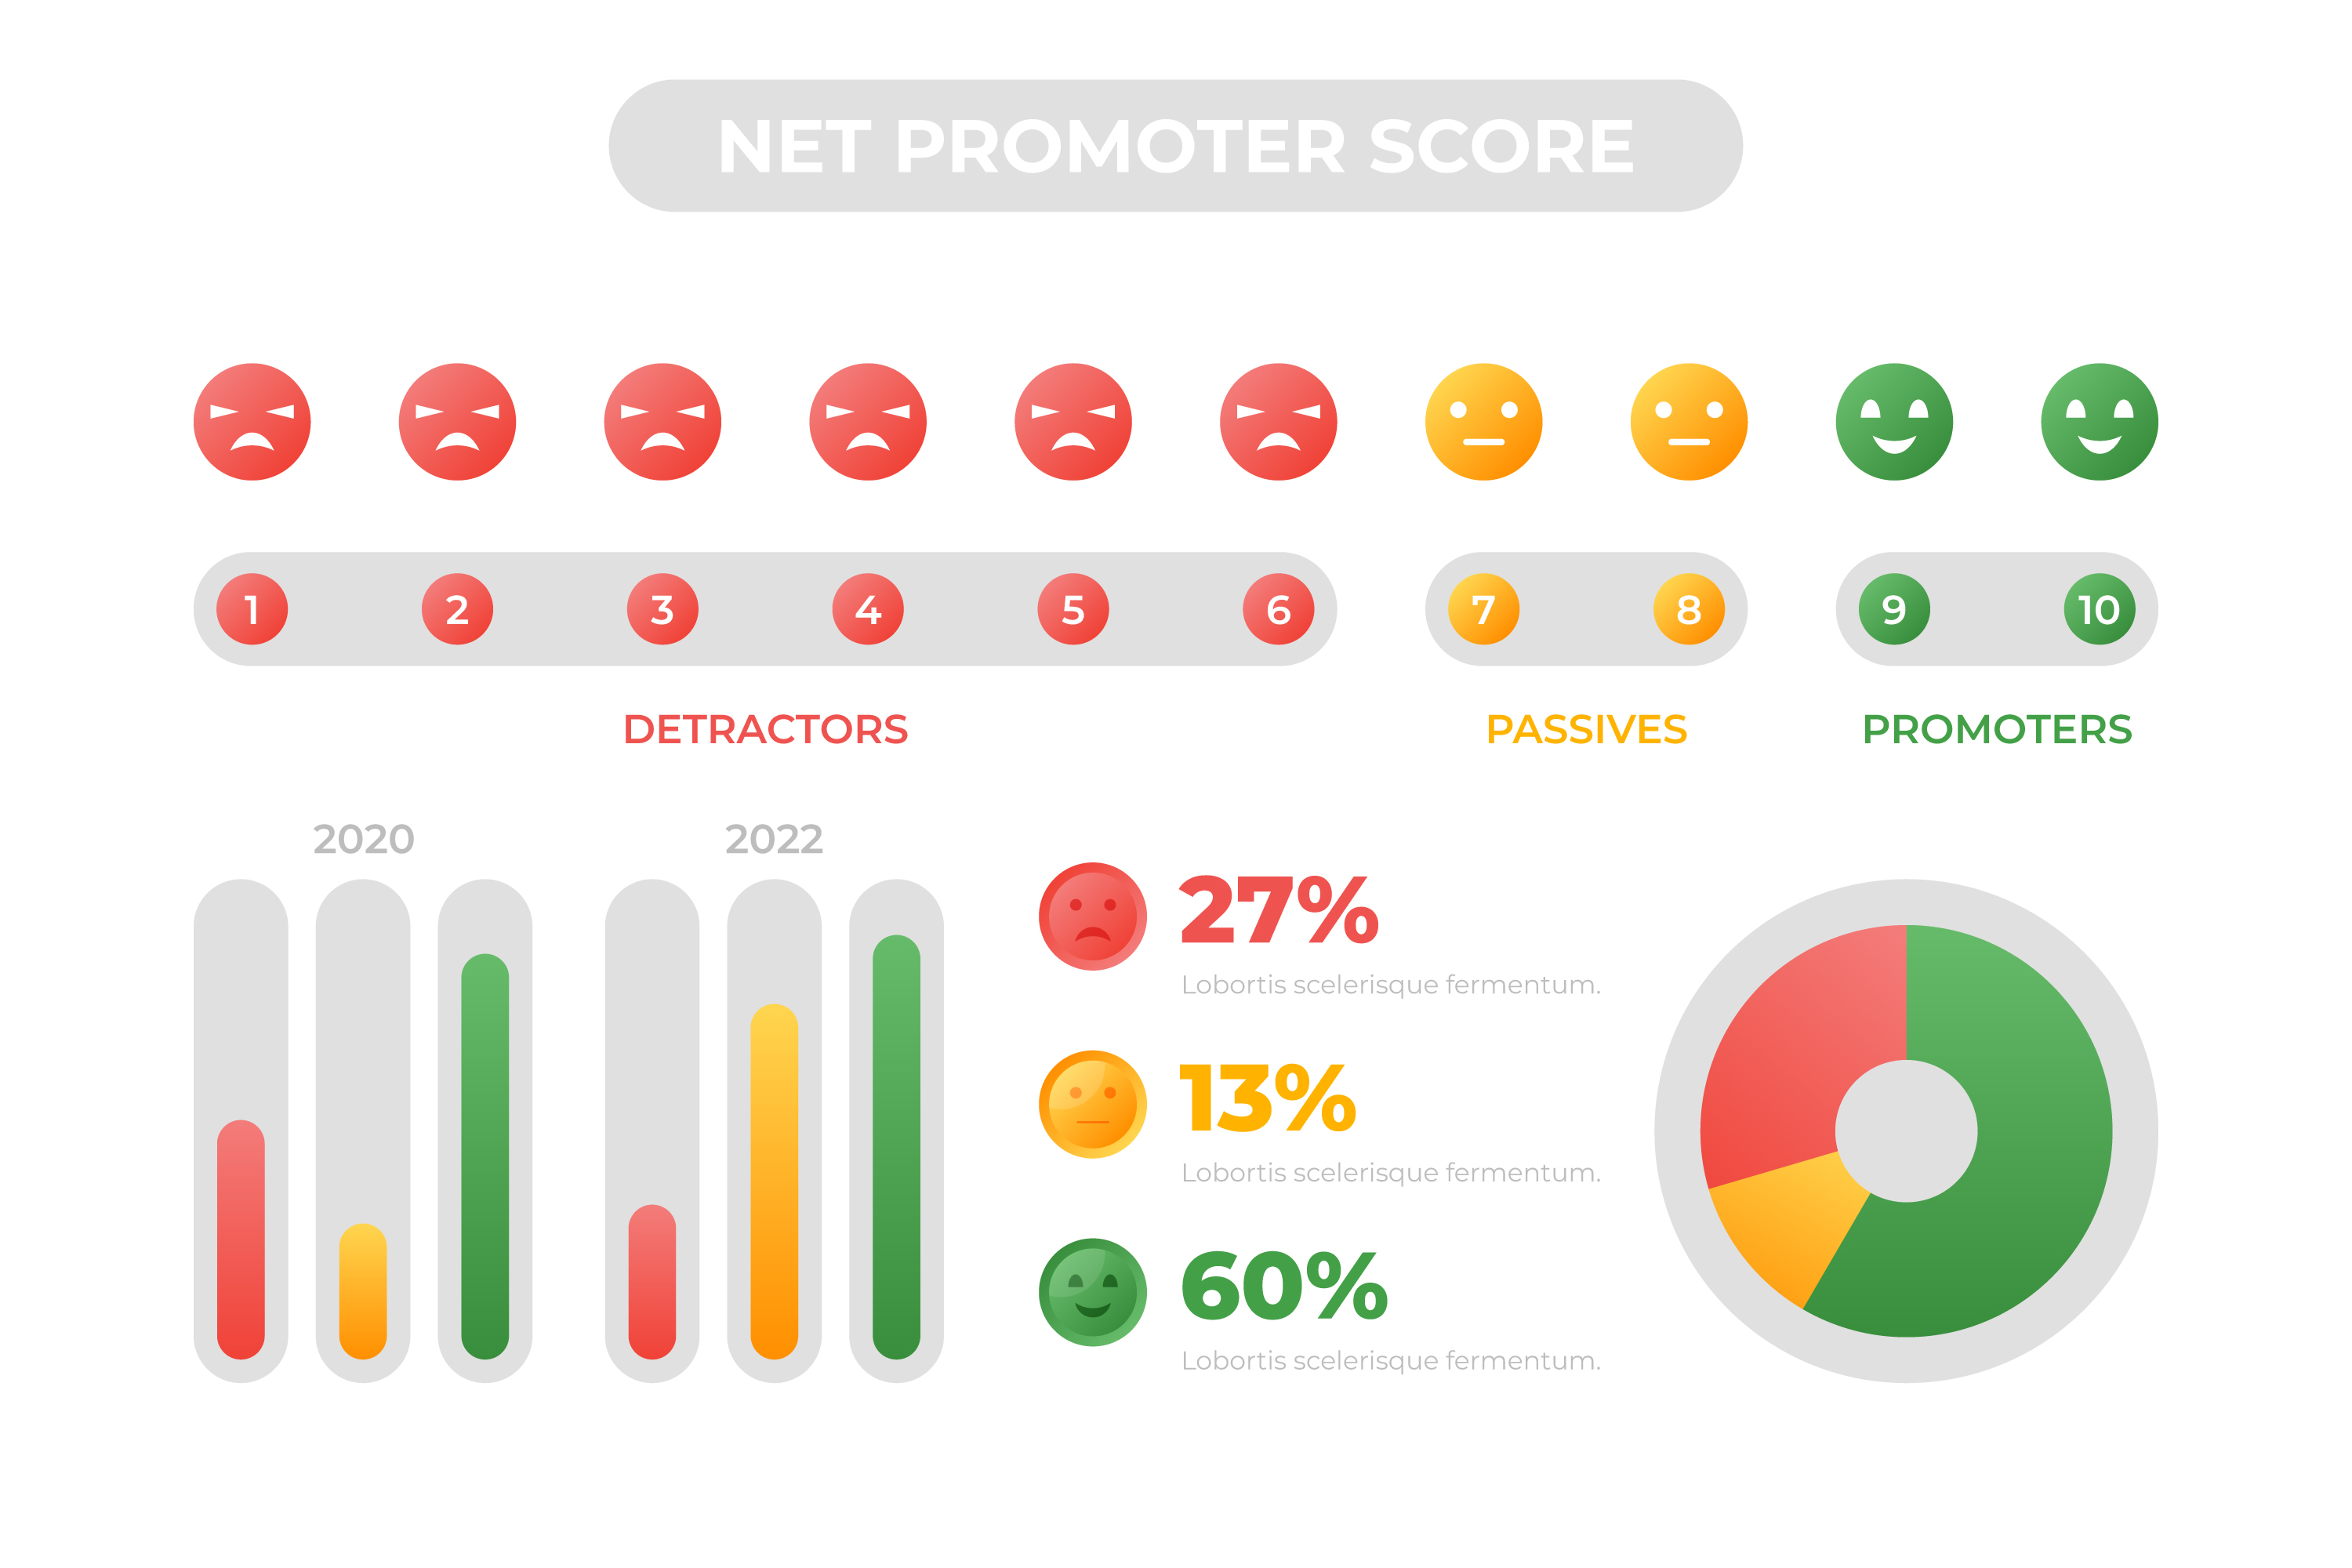 NET PROMOTER SCORE
1 2 3 4 5 6 7 8 9 10
DETRACTORS PASSIVES PROMOTERS
2020 2022
27%
Lobortis scelerisque fermentum.
13%
Lobortis scelerisque fermentum.
60%
Lobortis scelerisque fermentum.